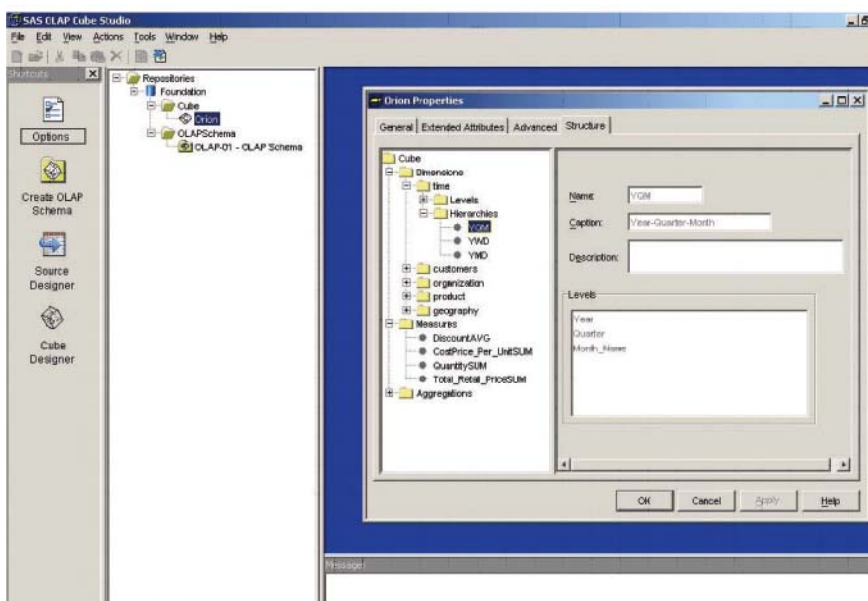 SAS OLAP Cube Studio
File Edit View Actions Tools Window Help
Shortcuts
Options
Create OLAP
Schema
Source
Designer
Cube
Designer
Repositories
Foundation
Cube
Orion
OLAPSchema
OLAP-01 - OLAP Schema
Orion Properties
General Extended Attributes Advanced Structure
Cube
Dimensions
time
Levels
Hierarchies
YQM
YWD
YMD
customers
organization
product
geography
Measures
DiscountAVG
CostPrice_Per_UnitSUM
QuantitySUM
Total_Retail_PriceSUM
Aggregations
Name: YQM
Caption: Year-Quarter-Month
Description:
Levels
Year
Quarter
Month_Name
OK Cancel Apply Help
Messages